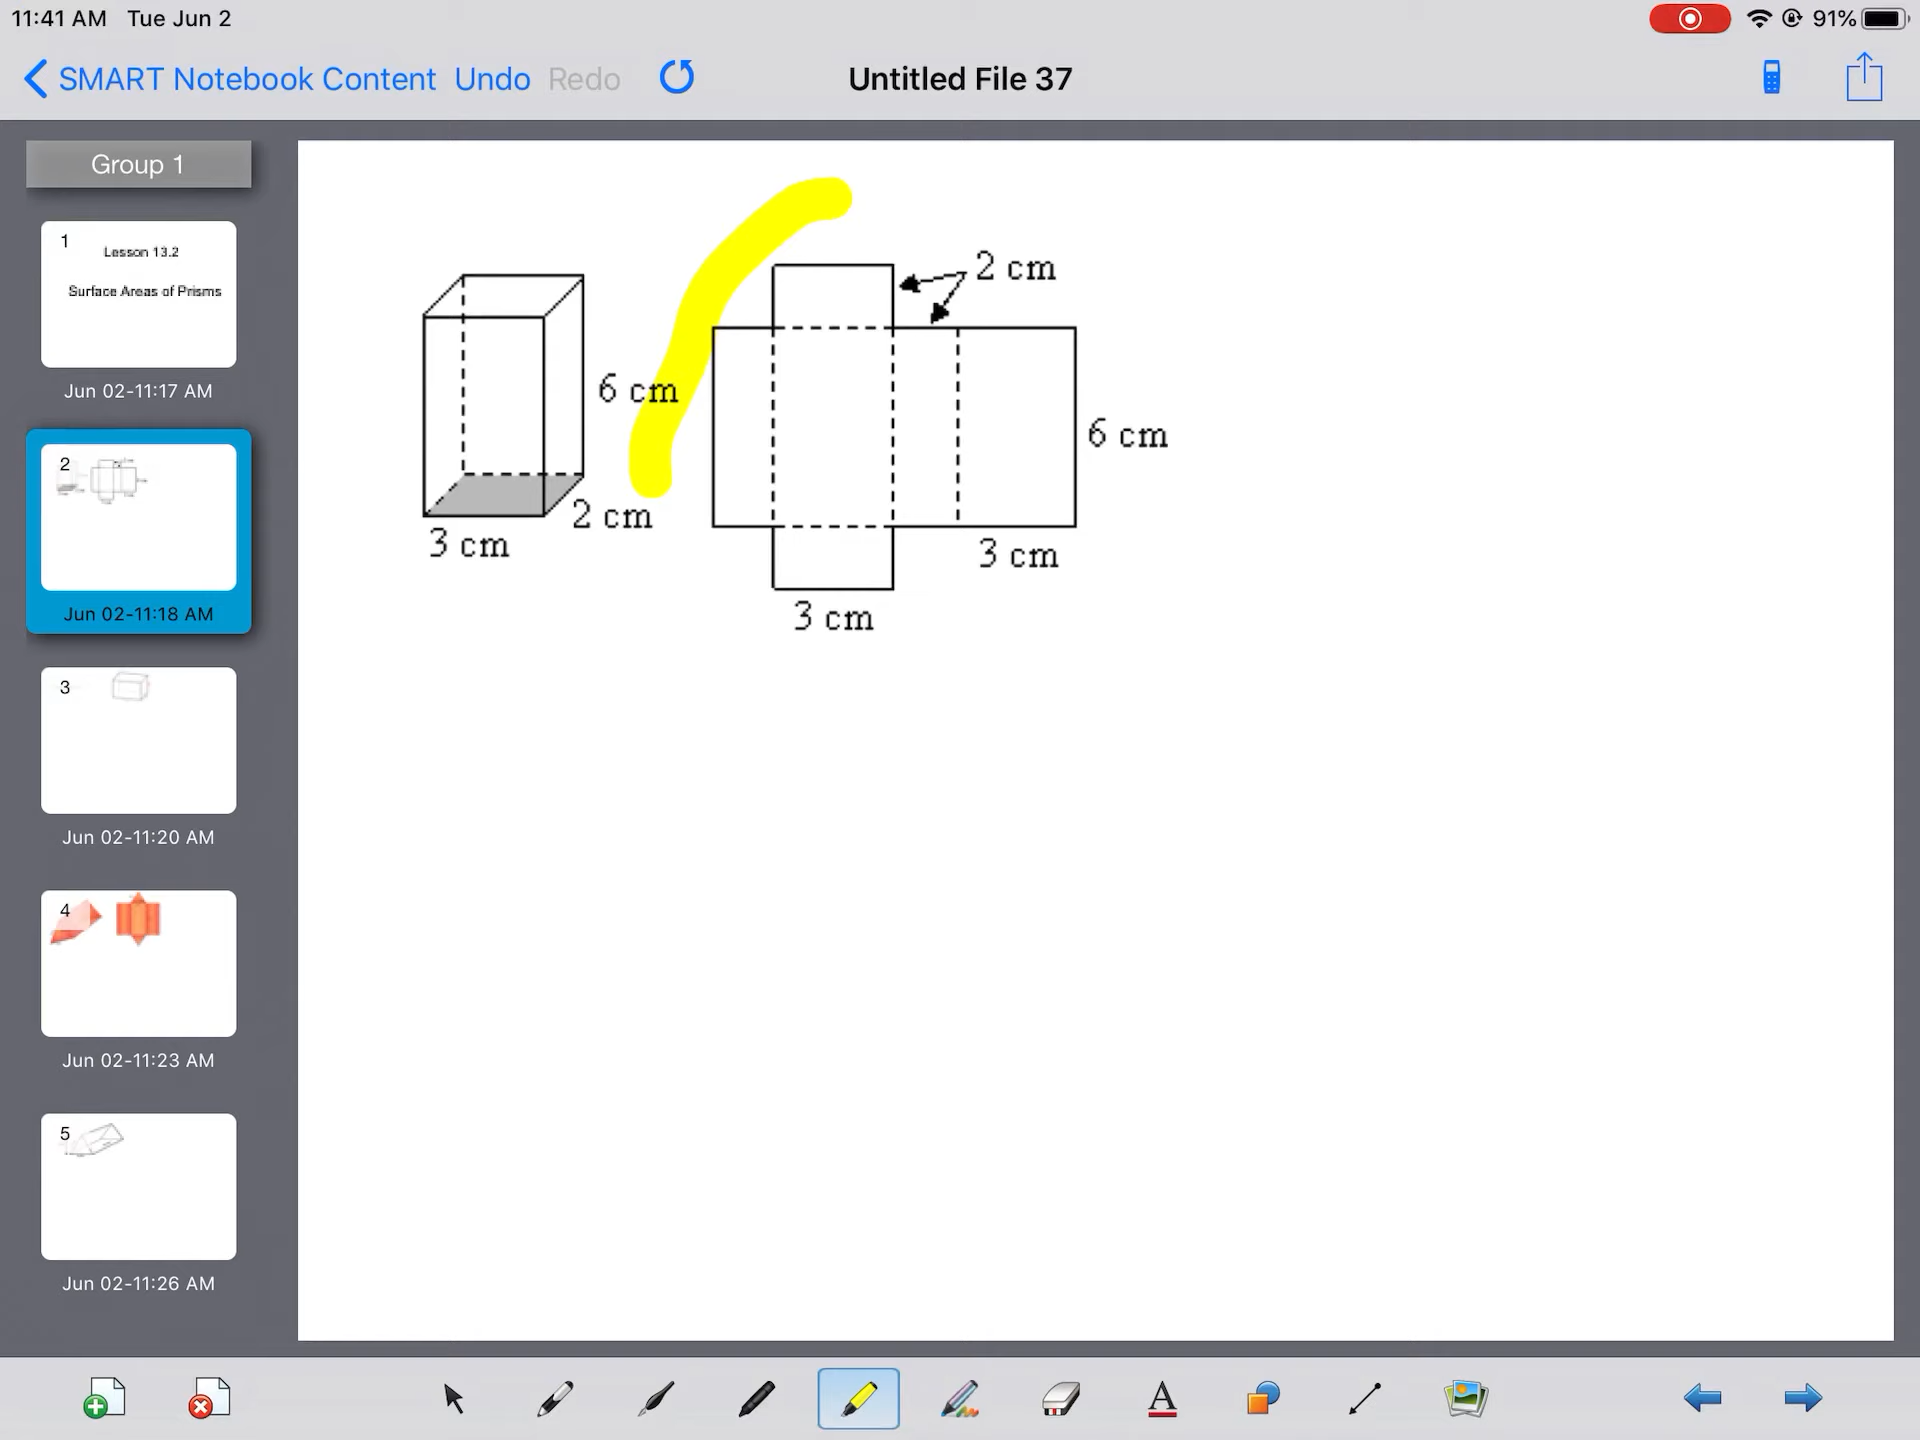 11:41 AM Tue Jun 2
91%
SMART Notebook Content Undo Redo
Untitled File 37
Group 1
1
Lesson 13.2
Surface Areas of Prisms
Jun 02-11:17 AM
2
Jun 02-11:18 AM
3
Jun 02-11:20 AM
4
Jun 02-11:23 AM
5
Jun 02-11:26 AM
6 cm
2 cm
3 cm
2 cm
6 cm
3 cm
3 cm
A